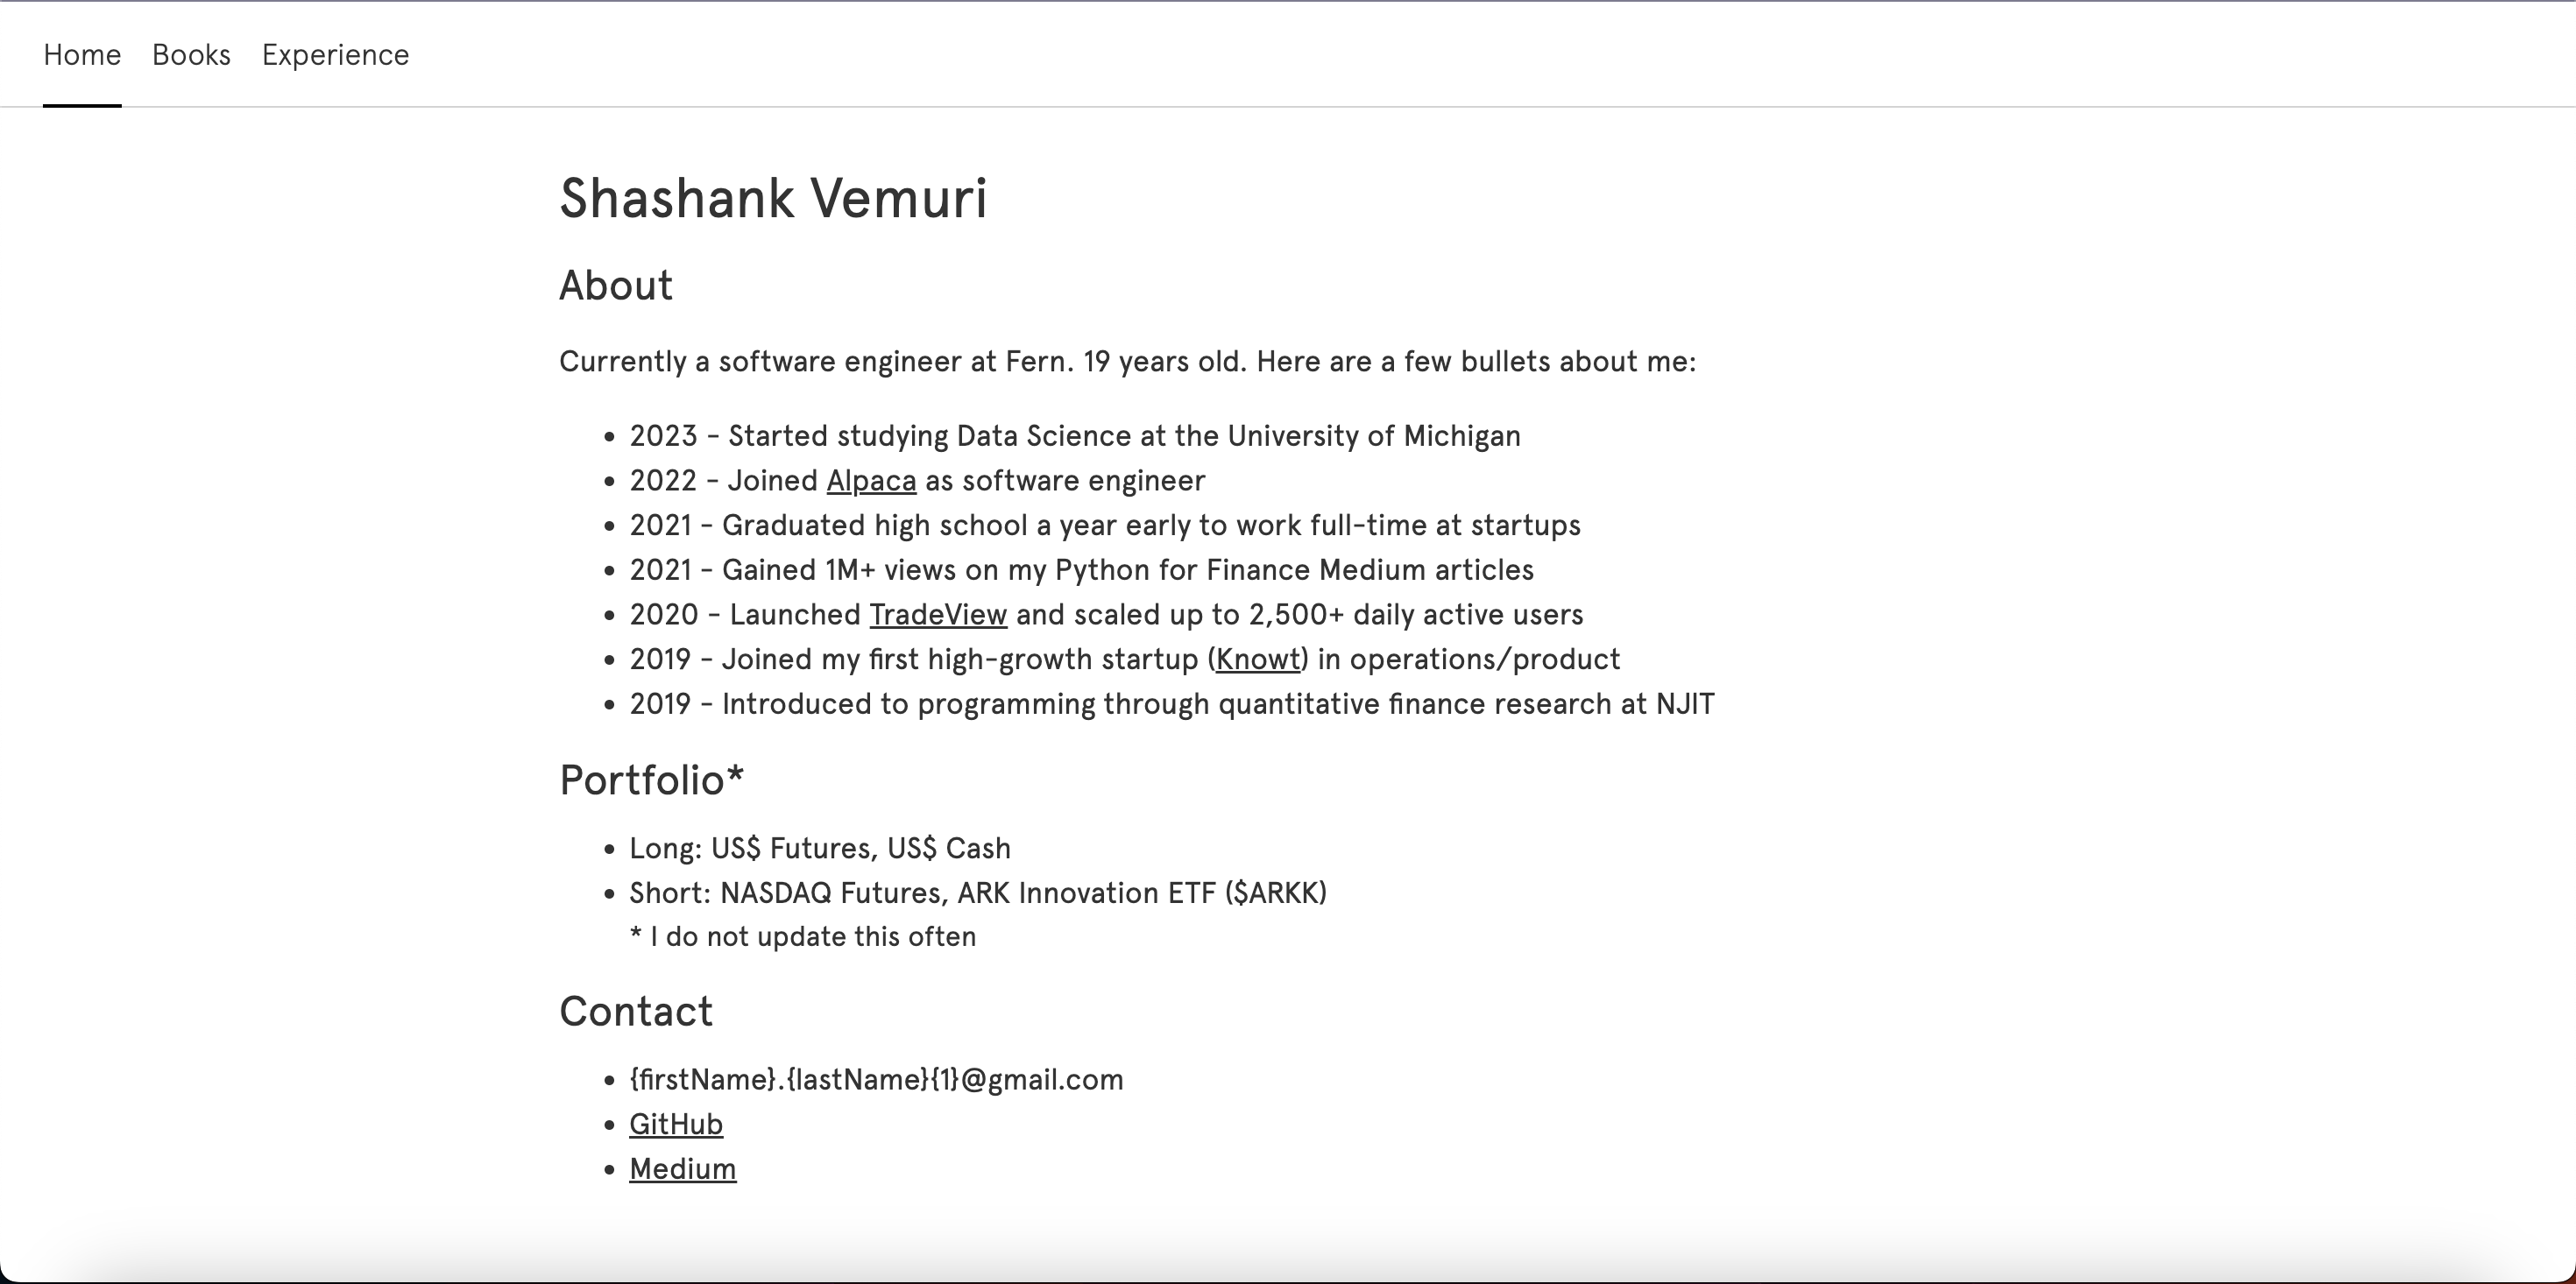 Home Books Experience
Shashank Vemuri
About
Currently a software engineer at Fern. 19 years old. Here are a few bullets about me:
• 2023 - Started studying Data Science at the University of Michigan
• 2022 - Joined Alpaca as software engineer
• 2021 - Graduated high school a year early to work full-time at startups
• 2021 - Gained 1M+ views on my Python for Finance Medium articles
• 2020 - Launched TradeView and scaled up to 2,500+ daily active users
• 2019 - Joined my first high-growth startup (Knowt) in operations/product
• 2019 - Introduced to programming through quantitative finance research at NJIT
Portfolio*
• Long: US$ Futures, US$ Cash
• Short: NASDAQ Futures, ARK Innovation ETF ($ARKK)
* I do not update this often
Contact
• {firstName}.{lastName}{1}@gmail.com
• GitHub
• Medium